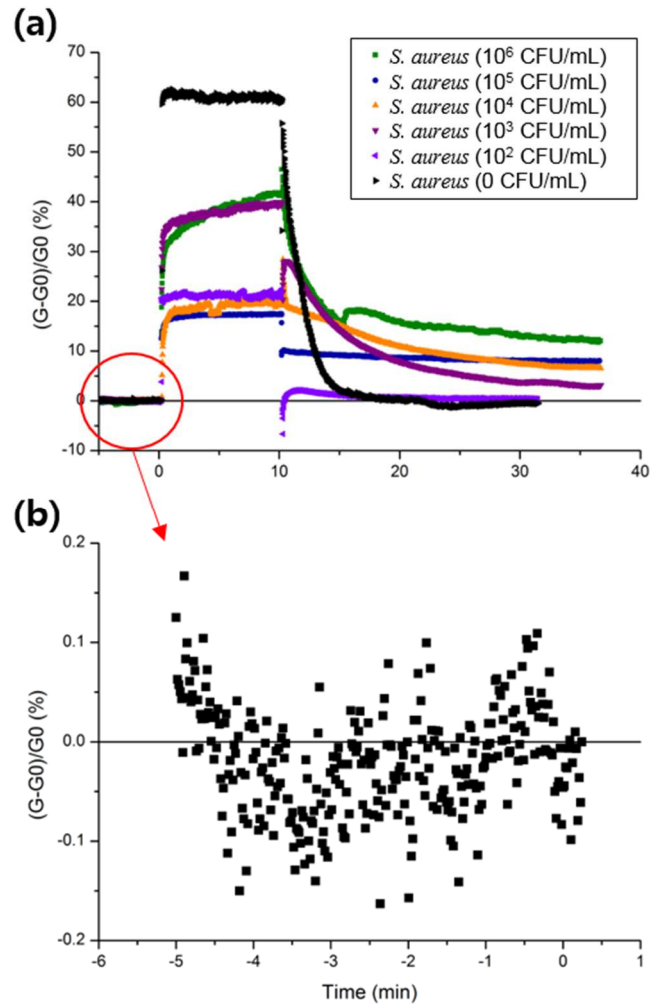 (a)
(G-G0)/G0 (%)
70
60
50
40
30
20
10
0
-10
S. aureus (10⁶ CFU/mL)
S. aureus (10⁵ CFU/mL)
S. aureus (10⁴ CFU/mL)
S. aureus (10³ CFU/mL)
S. aureus (10² CFU/mL)
S. aureus (0 CFU/mL)
0 10 20 30 40
(b)
(G-G0)/G0 (%)
0.2
0.1
0.0
-0.1
-0.2
-6 -5 -4 -3 -2 -1 0 1
Time (min)